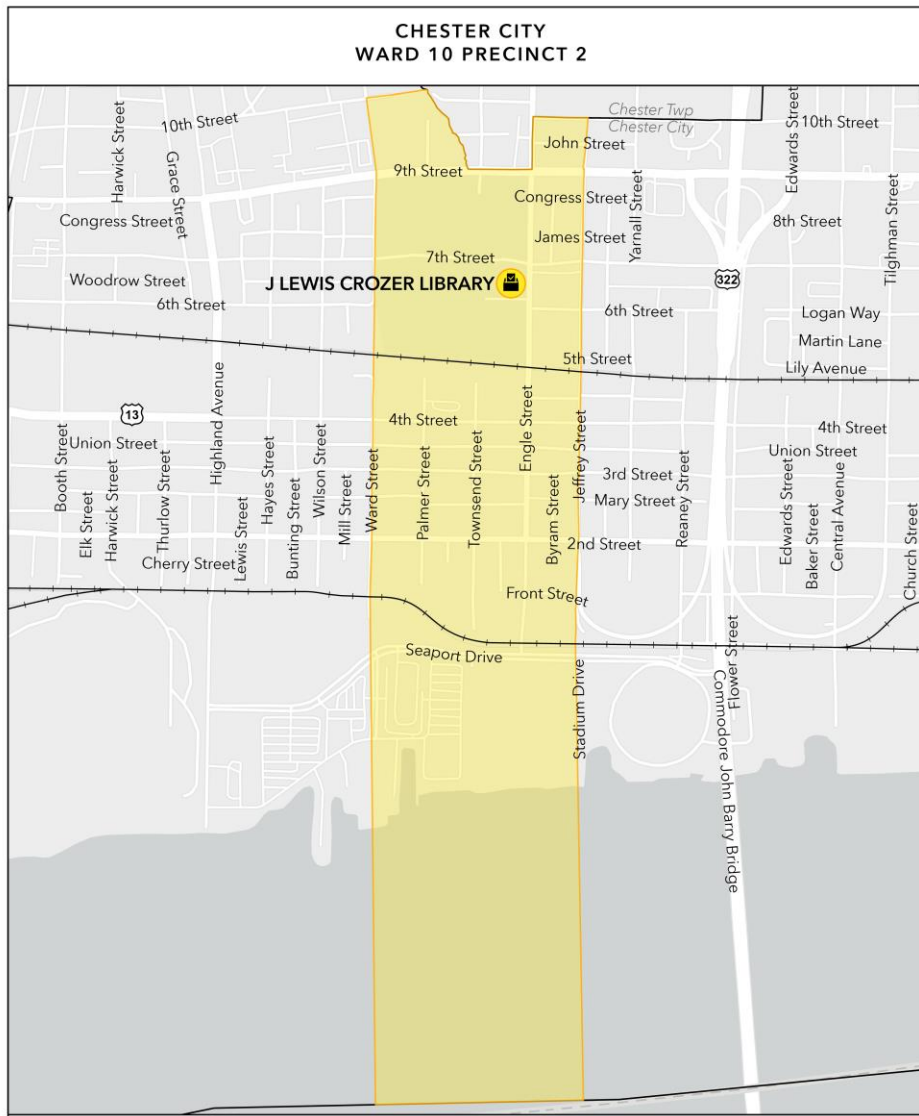 CHESTER CITY
WARD 10 PRECINCT 2
Harwick Street
10th Street
Grace Street
Chester Twp
Chester City
Edwards Street
10th Street
John Street
9th Street
Congress Street
Yarnall Street
Tilghman Street
Congress Street
8th Street
James Street
7th Street
Woodrow Street
J LEWIS CROZER LIBRARY
322
6th Street
6th Street
Logan Way
Martin Lane
5th Street
Lily Avenue
Highland Avenue
13
4th Street
Engle Street
Jeffrey Street
4th Street
Union Street
Union Street
Booth Street
Elk Street
Harwick Street
Thurlow Street
Lewis Street
Hayes Street
Bunting Street
Wilson Street
Mill Street
Ward Street
Palmer Street
Townsend Street
Byram Street
3rd Street
Mary Street
Reaney Street
Edwards Street
Baker Street
Central Avenue
Church Street
2nd Street
Cherry Street
Front Street
Seaport Drive
Stadium Drive
Flower Street
Commodore John Barry Bridge